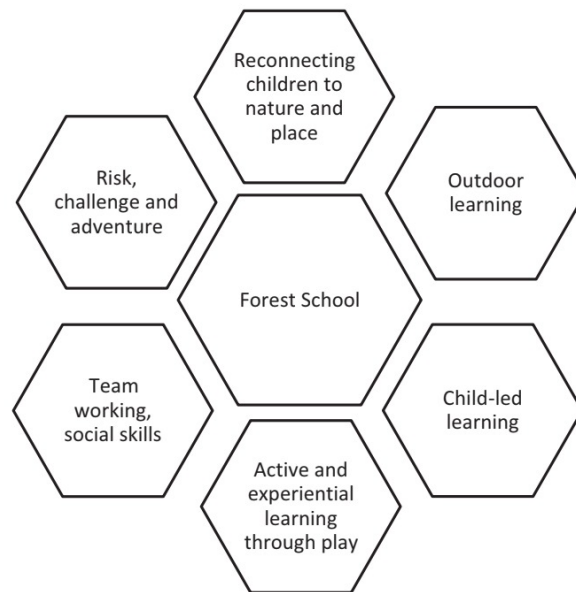 Reconnecting
children to
nature and
place
Risk,
challenge and
adventure
Outdoor
learning
Forest School
Team
working,
social skills
Child-led
learning
Active and
experiential
learning
through play